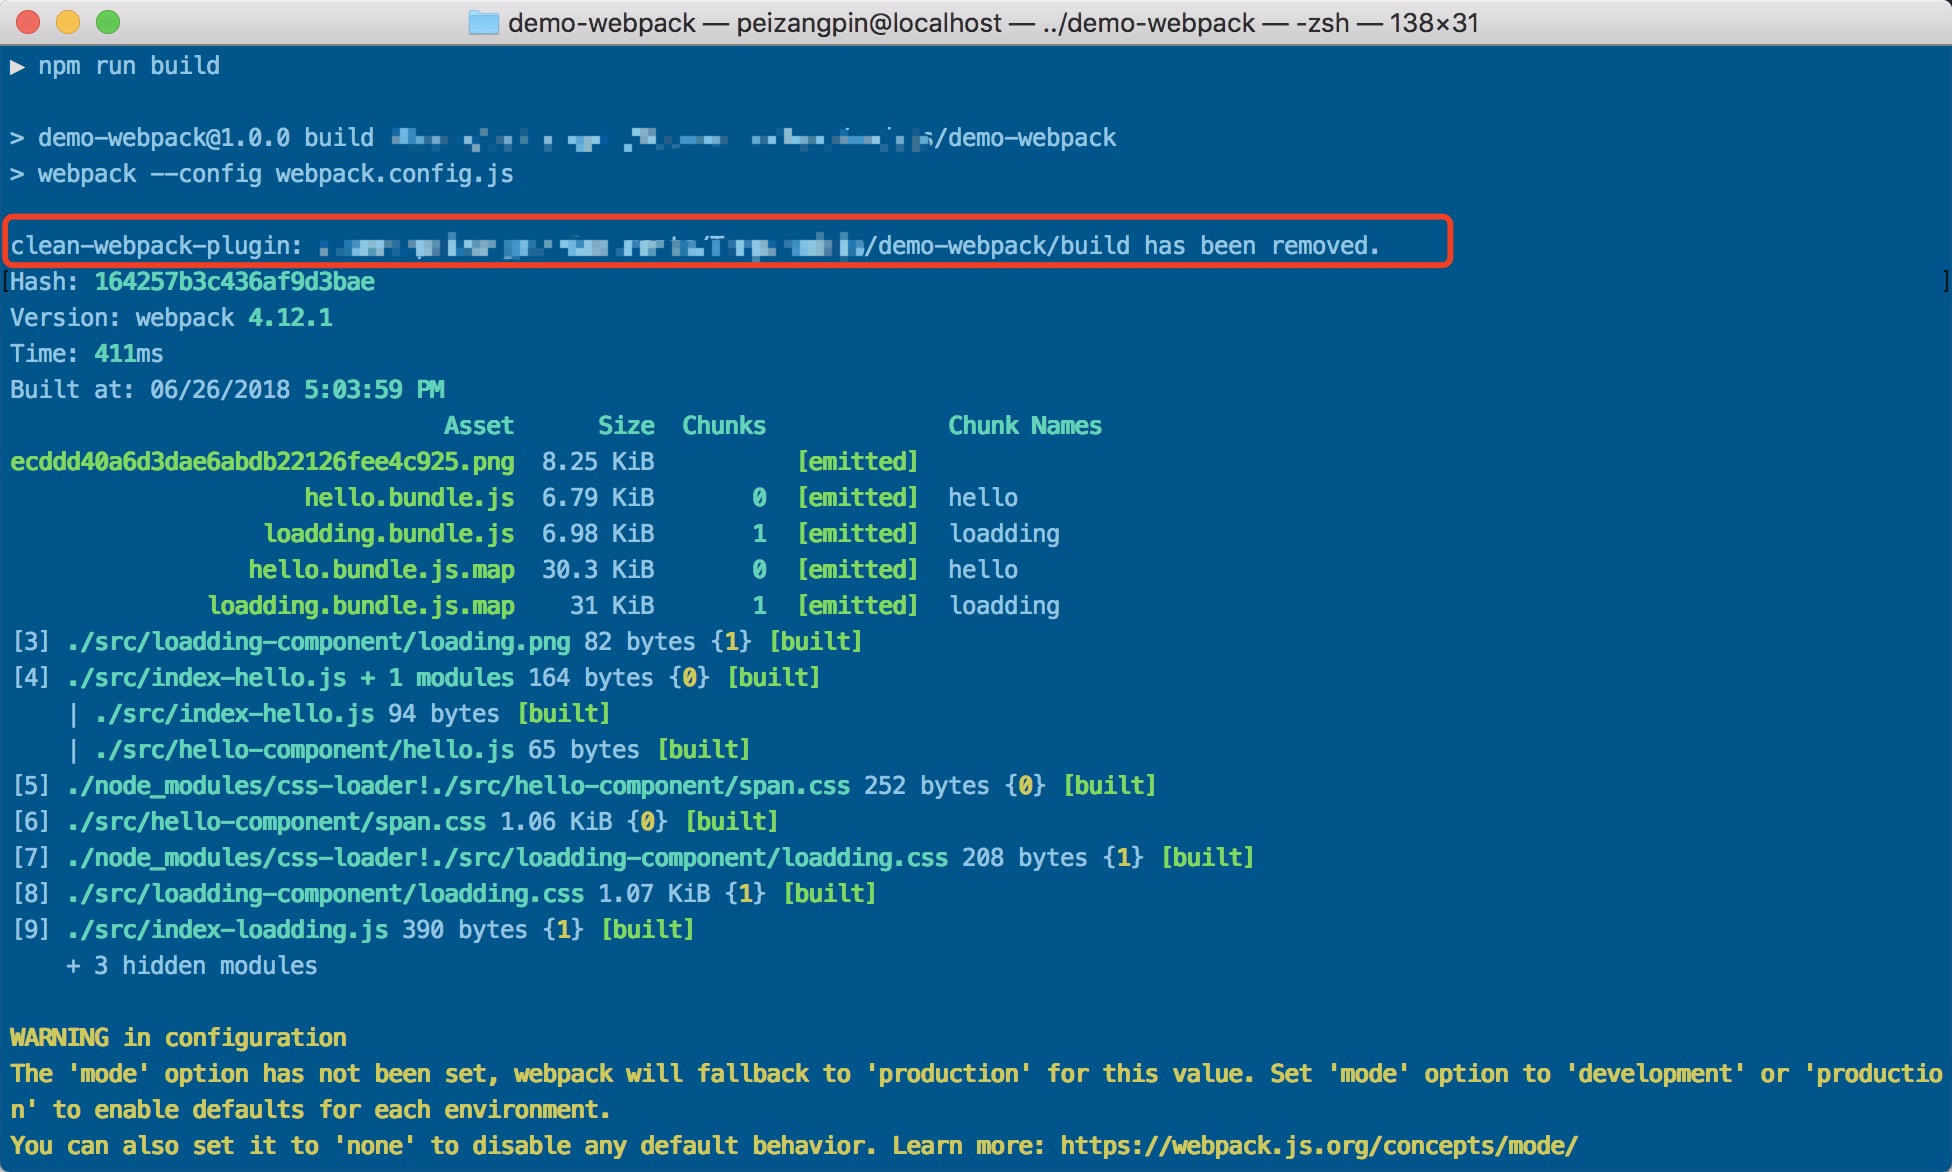 demo-webpack — peizangpin@localhost — ../demo-webpack — -zsh — 138×31
▶ npm run build
> demo-webpack@1.0.0 build /demo-webpack
> webpack --config webpack.config.js
clean-webpack-plugin: /demo-webpack/build has been removed.
[Hash: 164257b3c436af9d3bae ]
Version: webpack 4.12.1
Time: 411ms
Built at: 06/26/2018 5:03:59 PM
Asset Size Chunks Chunk Names
ecddd40a6d3dae6abdb22126fee4c925.png 8.25 KiB [emitted]
hello.bundle.js 6.79 KiB 0 [emitted] hello
loadding.bundle.js 6.98 KiB 1 [emitted] loadding
hello.bundle.js.map 30.3 KiB 0 [emitted] hello
loadding.bundle.js.map 31 KiB 1 [emitted] loadding
[3] ./src/loadding-component/loading.png 82 bytes {1} [built]
[4] ./src/index-hello.js + 1 modules 164 bytes {0} [built]
| ./src/index-hello.js 94 bytes [built]
| ./src/hello-component/hello.js 65 bytes [built]
[5] ./node_modules/css-loader!./src/hello-component/span.css 252 bytes {0} [built]
[6] ./src/hello-component/span.css 1.06 KiB {0} [built]
[7] ./node_modules/css-loader!./src/loadding-component/loadding.css 208 bytes {1} [built]
[8] ./src/loadding-component/loadding.css 1.07 KiB {1} [built]
[9] ./src/index-loadding.js 390 bytes {1} [built]
+ 3 hidden modules
WARNING in configuration
The 'mode' option has not been set, webpack will fallback to 'production' for this value. Set 'mode' option to 'development' or 'productio
n' to enable defaults for each environment.
You can also set it to 'none' to disable any default behavior. Learn more: https://webpack.js.org/concepts/mode/